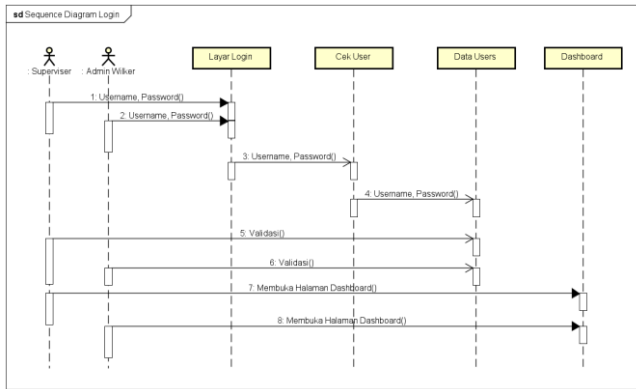 sd Sequence Diagram Login
: Superviser
: Admin Wilker
Layar Login
Cek User
Data Users
Dashboard
1: Username, Password()
2: Username, Password()
3: Username, Password()
4: Username, Password()
5: Validasi()
6: Validasi()
7: Membuka Halaman Dashboard()
8: Membuka Halaman Dashboard()